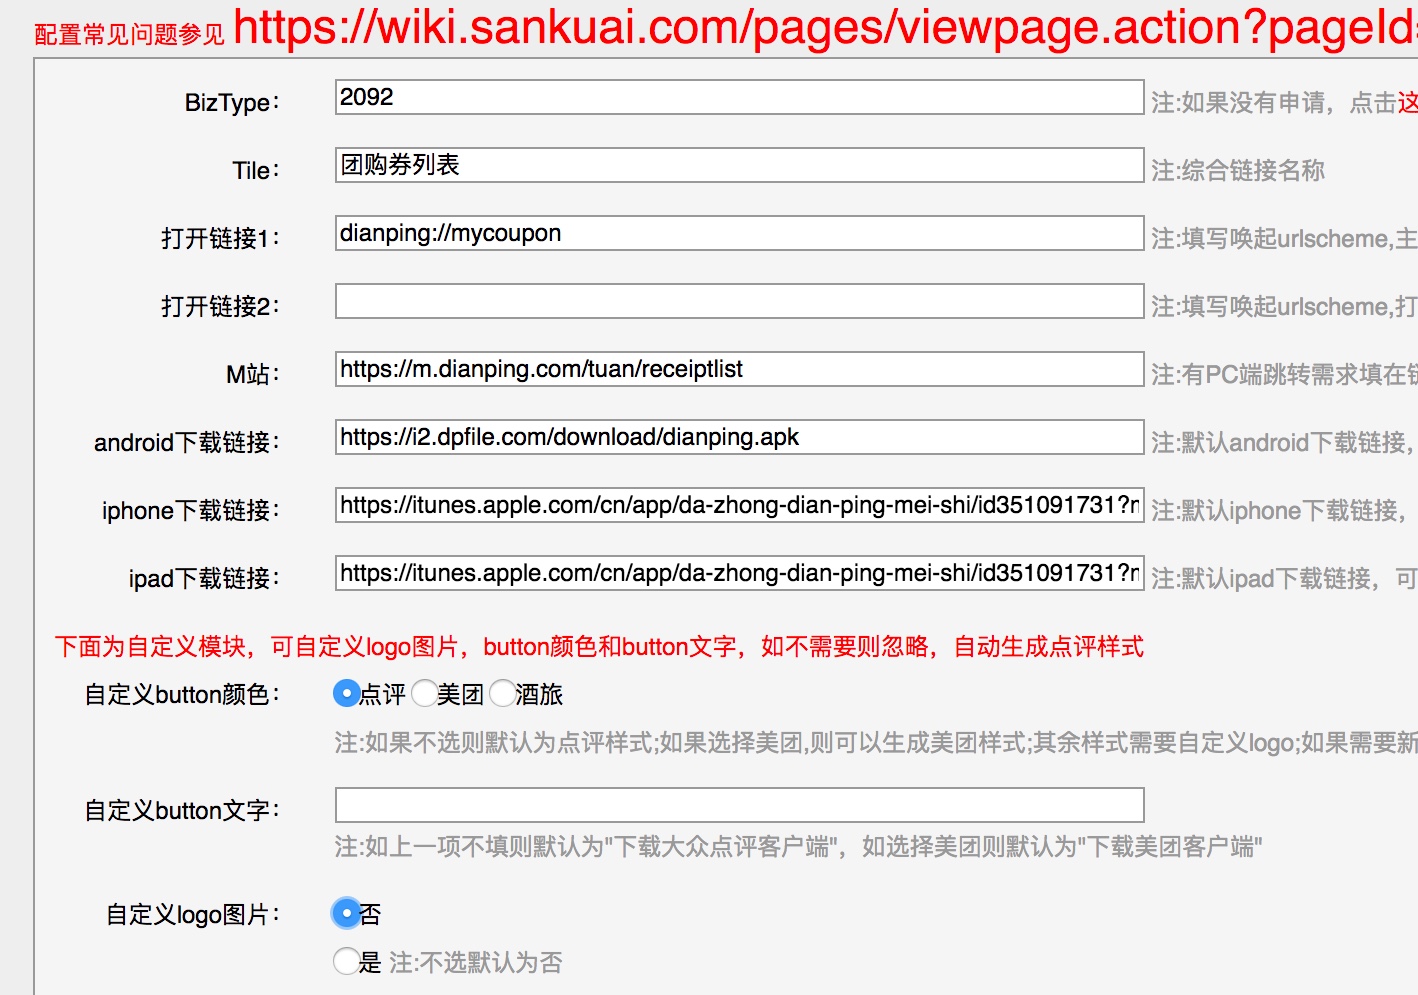 配置常见问题参见 https://wiki.sankuai.com/pages/viewpage.action?pageId
BizType： 2092 注:如果没有申请，点击这
Tile： 团购券列表 注:综合链接名称
打开链接1： dianping://mycoupon 注:填写唤起urlscheme,主
打开链接2： 注:填写唤起urlscheme,打
M站： https://m.dianping.com/tuan/receiptlist 注:有PC端跳转需求填在链
android下载链接： https://i2.dpfile.com/download/dianping.apk 注:默认android下载链接，
iphone下载链接： https://itunes.apple.com/cn/app/da-zhong-dian-ping-mei-shi/id351091731?r 注:默认iphone下载链接，
ipad下载链接： https://itunes.apple.com/cn/app/da-zhong-dian-ping-mei-shi/id351091731?r 注:默认ipad下载链接，可
下面为自定义模块，可自定义logo图片，button颜色和button文字，如不需要则忽略，自动生成点评样式
自定义button颜色： 点评 美团 酒旅
注:如果不选则默认为点评样式;如果选择美团,则可以生成美团样式;其余样式需要自定义logo;如果需要新
自定义button文字：
注:如上一项不填则默认为"下载大众点评客户端"，如选择美团则默认为"下载美团客户端"
自定义logo图片： 否
是 注:不选默认为否